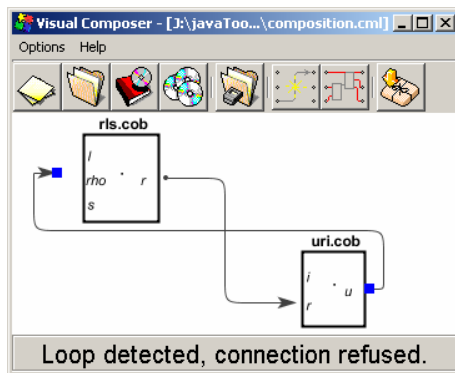 Visual Composer - [J:\javaToo...\composition.cml]
Options Help
rls.cob
l
rho r
s
uri.cob
i
u
r
Loop detected, connection refused.